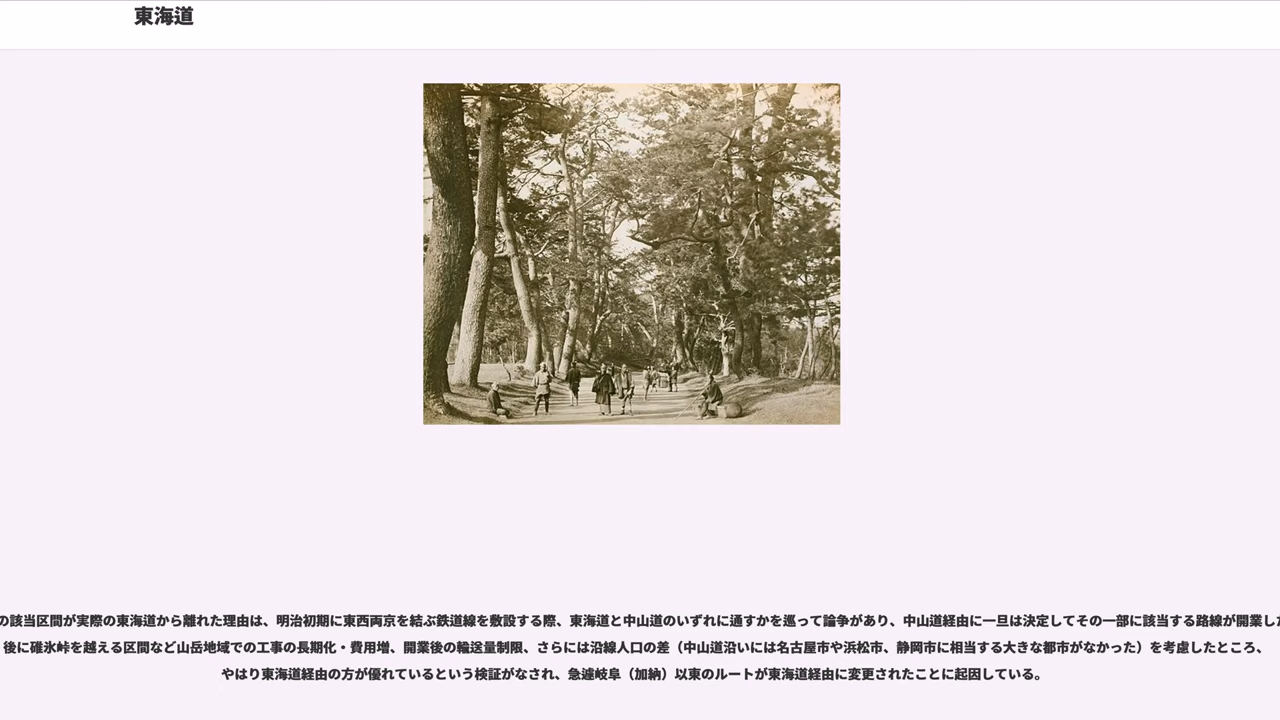 東海道
の該当区間が実際の東海道から離れた理由は、明治初期に東西両京を結ぶ鉄道線を敷設する際、東海道と中山道のいずれに通すかを巡って論争があり、中山道経由に一旦は決定してその一部に該当する路線が開業し
後に碓氷峠を越える区間など山岳地域での工事の長期化・費用増、開業後の輸送量制限、さらには沿線人口の差（中山道沿いには名古屋市や浜松市、静岡市に相当する大きな都市がなかった）を考慮したところ、
やはり東海道経由の方が優れているという検証がなされ、急遽岐阜（加納）以東のルートが東海道経由に変更されたことに起因している。